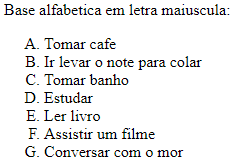 Base alfabetica em letra maiuscula:
A. Tomar cafe
B. Ir levar o note para colar
C. Tomar banho
D. Estudar
E. Ler livro
F. Assistir um filme
G. Conversar com o mor